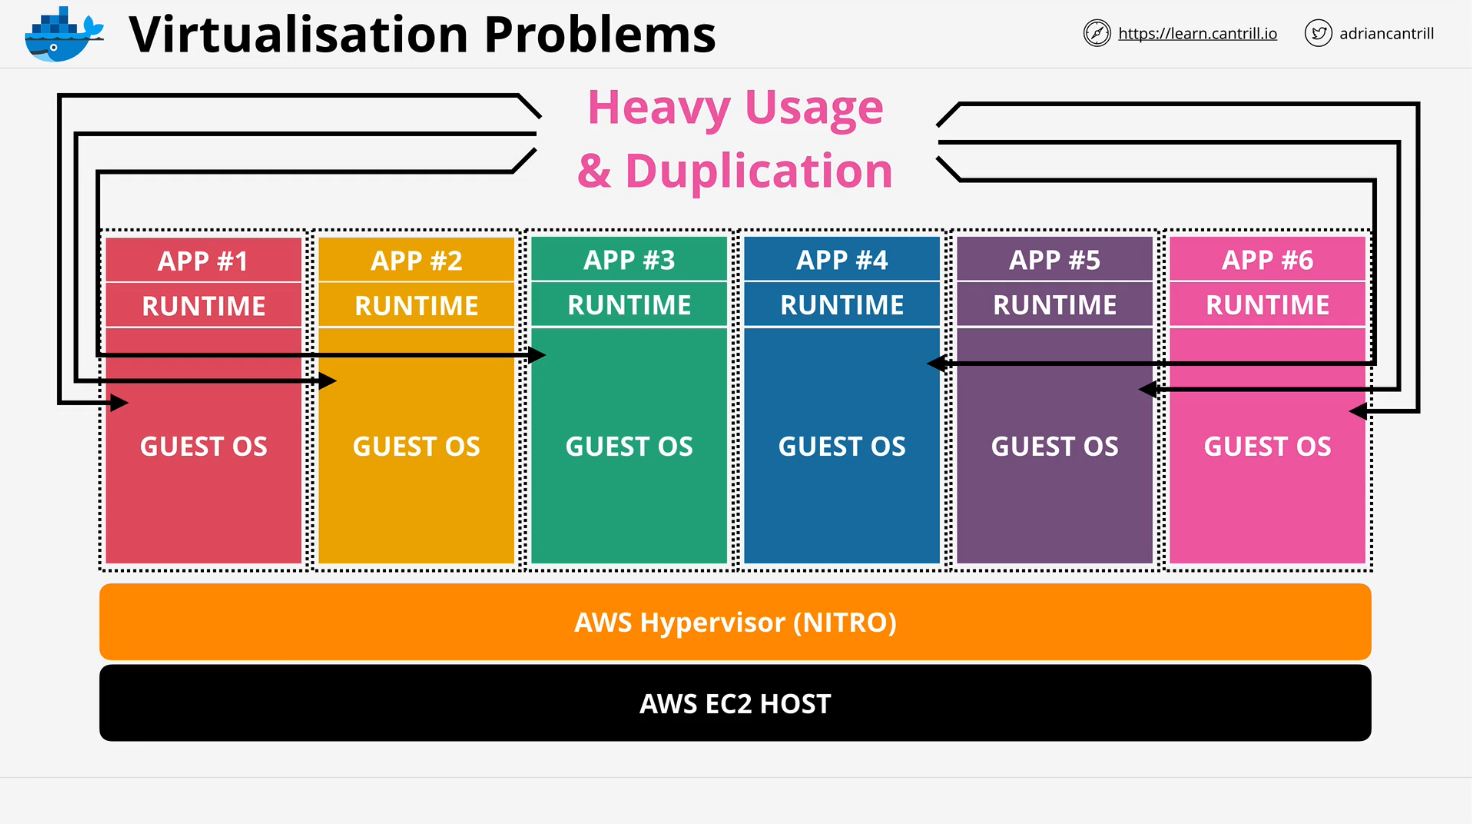 Virtualisation Problems
https://learn.cantrill.io
adriancantrill
Heavy Usage
& Duplication
APP #1
RUNTIME
GUEST OS
APP #2
RUNTIME
GUEST OS
APP #3
RUNTIME
GUEST OS
APP #4
RUNTIME
GUEST OS
APP #5
RUNTIME
GUEST OS
APP #6
RUNTIME
GUEST OS
AWS Hypervisor (NITRO)
AWS EC2 HOST